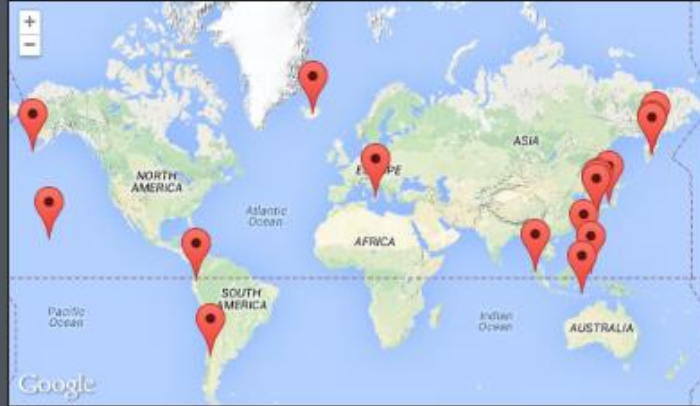 +
−
ASIA
NORTH
AMERICA
Atlantic
Ocean
AFRICA
SOUTH
AMERICA
Pacific
Ocean
Indian
Ocean
AUSTRALIA
Google